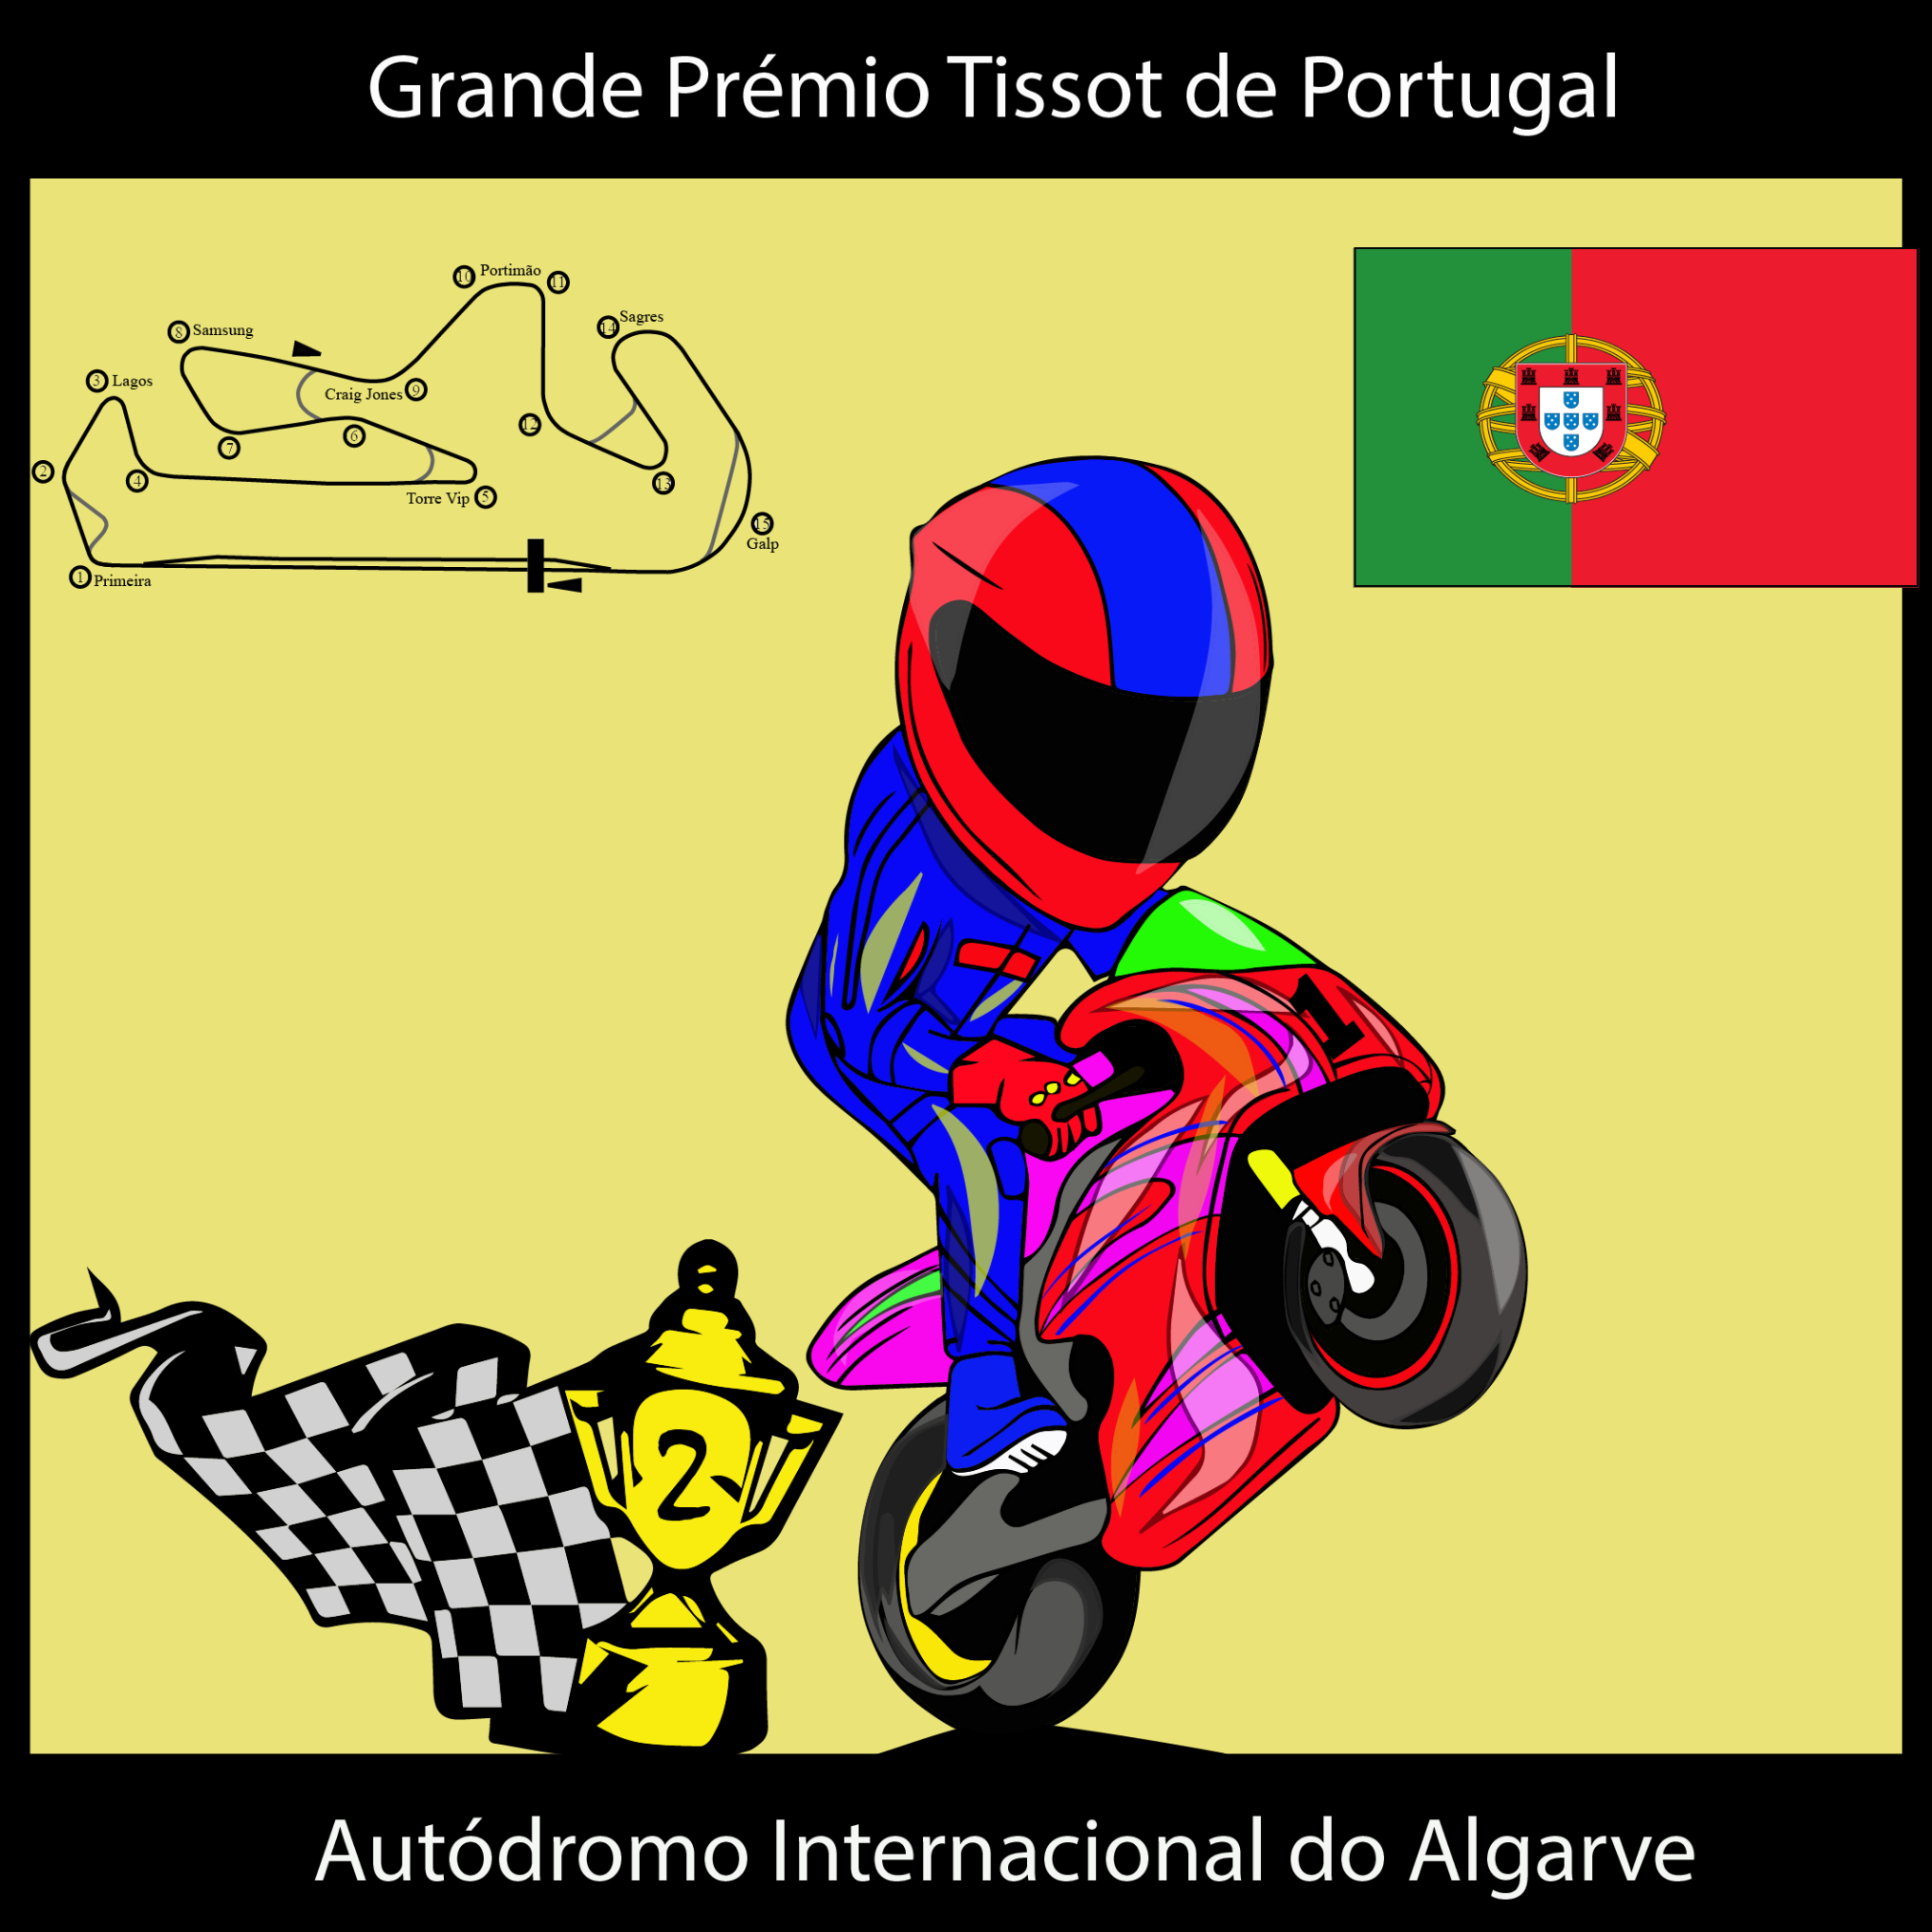 Grande Prémio Tissot de Portugal
10 Portimão 11
14 Sagres
8 Samsung
3 Lagos
Craig Jones 9
12
6
7
2
4
13
Torre Vip 5
15
Galp
1 Primeira
1
2
Autódromo Internacional do Algarve